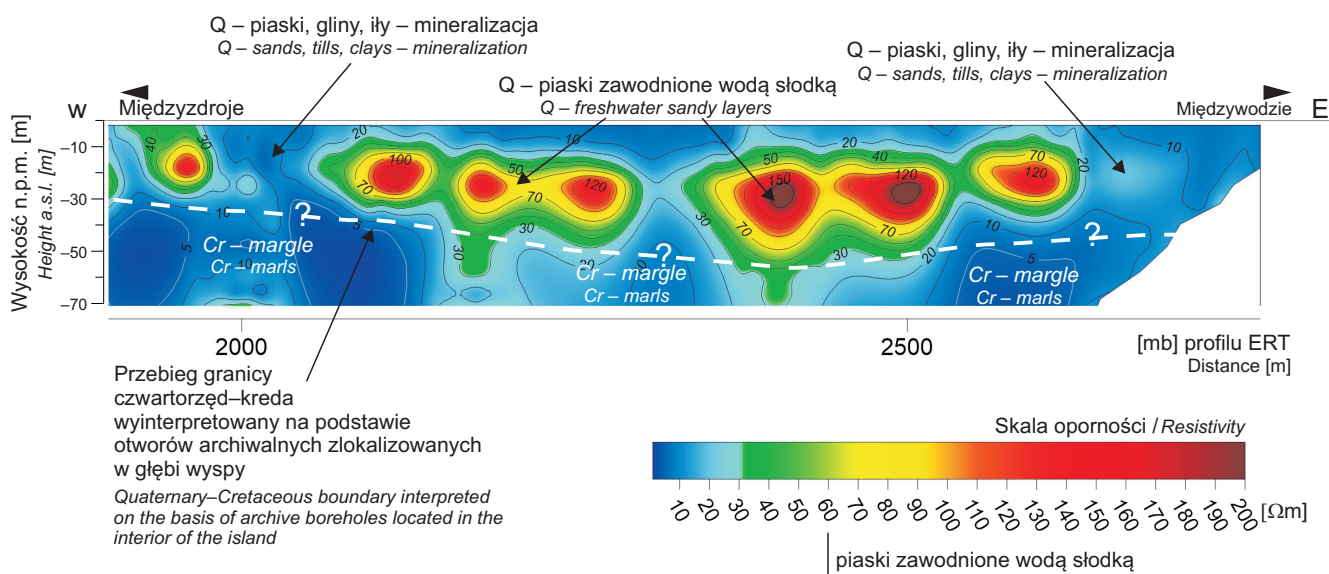 Q – piaski, gliny, iły – mineralizacja
Q – sands, tills, clays – mineralization
Q – piaski, gliny, iły – mineralizacja
Q – sands, tills, clays – mineralization
Q – piaski zawodnione wodą słodką
Q – freshwater sandy layers
W
Międzyzdroje
Międzywodzie
E
Wysokość n.p.m. [m]
Height a.s.l. [m]
–10
–30
–50
–70
40
30
20
100
70
50
70
120
10
30
50
40
150
120
70
70
30
20
70
120
20
10
10
5
30
20
30
20
10
5
?
?
?
Cr – margle
Cr – marls
Cr – margle
Cr – marls
Cr – margle
Cr – marls
2000
2500
[mb] profilu ERT
Distance [m]
Przebieg granicy
czwartorzęd–kreda
wyinterpretowany na podstawie
otworów archiwalnych zlokalizowanych
w głębi wyspy
Quaternary–Cretaceous boundary interpreted
on the basis of archive boreholes located in the
interior of the island
Skala oporności / Resistivity
10 20 30 40 50 60 70 80 90 100 110 120 130 140 150 160 170 180 190 200 [Ωm]
piaski zawodnione wodą słodką